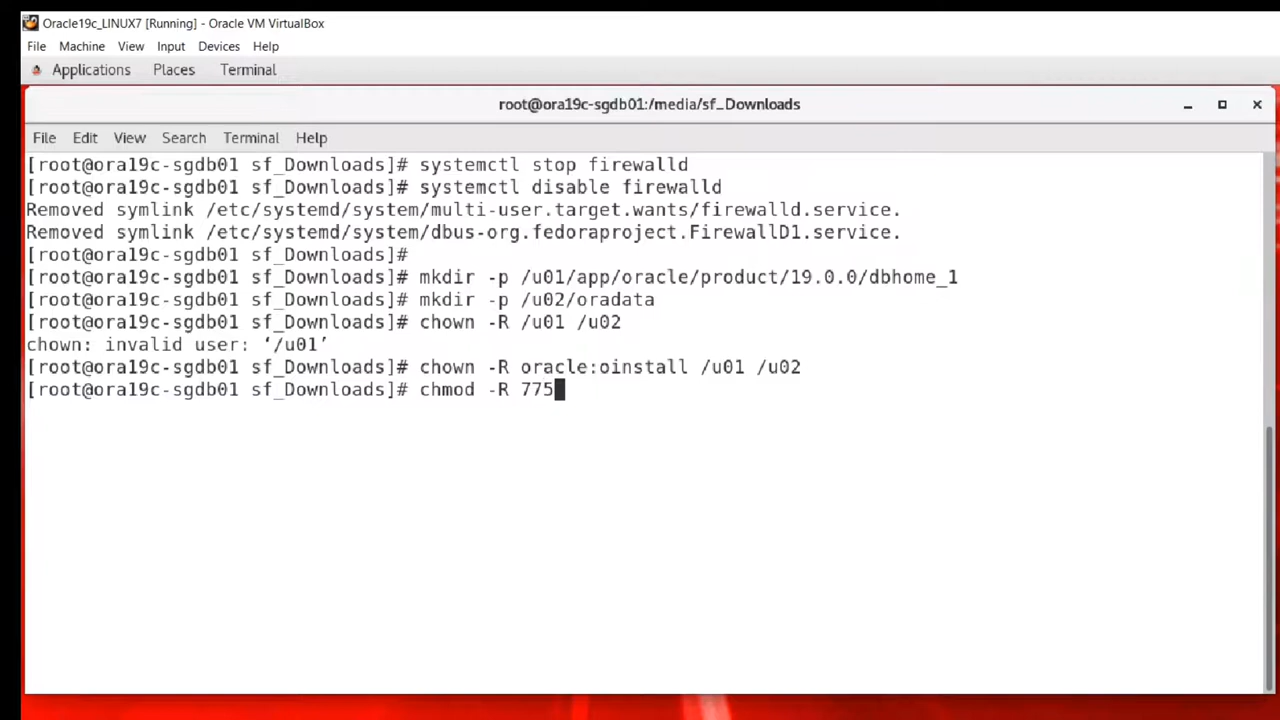 Oracle19c_LINUX7 [Running] - Oracle VM VirtualBox
File Machine View Input Devices Help
Applications Places Terminal
root@ora19c-sgdb01:/media/sf_Downloads
File Edit View Search Terminal Help
[root@ora19c-sgdb01 sf_Downloads]# systemctl stop firewalld
[root@ora19c-sgdb01 sf_Downloads]# systemctl disable firewalld
Removed symlink /etc/systemd/system/multi-user.target.wants/firewalld.service.
Removed symlink /etc/systemd/system/dbus-org.fedoraproject.FirewallD1.service.
[root@ora19c-sgdb01 sf_Downloads]#
[root@ora19c-sgdb01 sf_Downloads]# mkdir -p /u01/app/oracle/product/19.0.0/dbhome_1
[root@ora19c-sgdb01 sf_Downloads]# mkdir -p /u02/oradata
[root@ora19c-sgdb01 sf_Downloads]# chown -R /u01 /u02
chown: invalid user: ‘/u01’
[root@ora19c-sgdb01 sf_Downloads]# chown -R oracle:oinstall /u01 /u02
[root@ora19c-sgdb01 sf_Downloads]# chmod -R 775